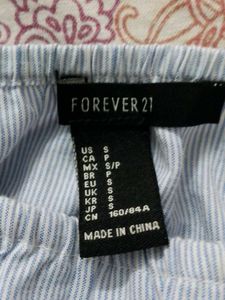 FOREVER 21
US S
CA P
MX S/P
BR P
EU S
UK S
KR S
JP S
CN 160/84A
MADE IN CHINA